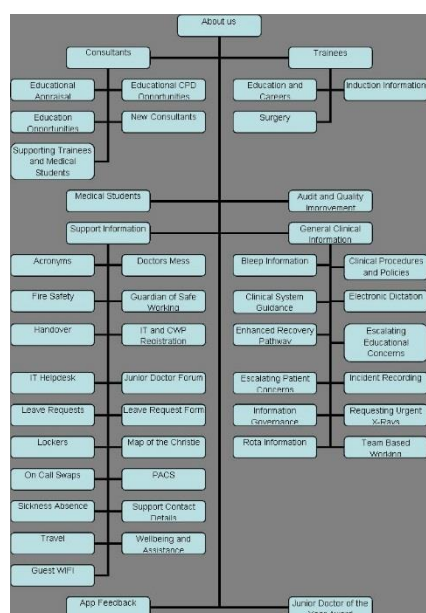 About us
Consultants
Trainees
Educational
Appraisal
Educational CPD
Opportunities
Education and
Careers
Induction Information
Education
Opportunities
New Consultants
Surgery
Supporting Trainees
and Medical
Students
Medical Students
Audit and Quality
Improvement
Support Information
General Clinical
Information
Acronyms
Doctors Mess
Bleep Information
Clinical Procedures
and Policies
Fire Safety
Guardian of Safe
Working
Clinical System
Guidance
Electronic Dictation
Handover
IT and CWP
Registration
Enhanced Recovery
Pathway
Escalating
Educational
Concerns
IT Helpdesk
Junior Doctor Forum
Escalating Patient
Concerns
Incident Recording
Leave Requests
Leave Request Form
Information
Governance
Requesting Urgent
X-Rays
Lockers
Map of the Christie
Rota Information
Team Based
Working
On Call Swaps
PACS
Sickness Absence
Support Contact
Details
Travel
Wellbeing and
Assistance
Guest WIFI
App Feedback
Junior Doctor of the
Year Award